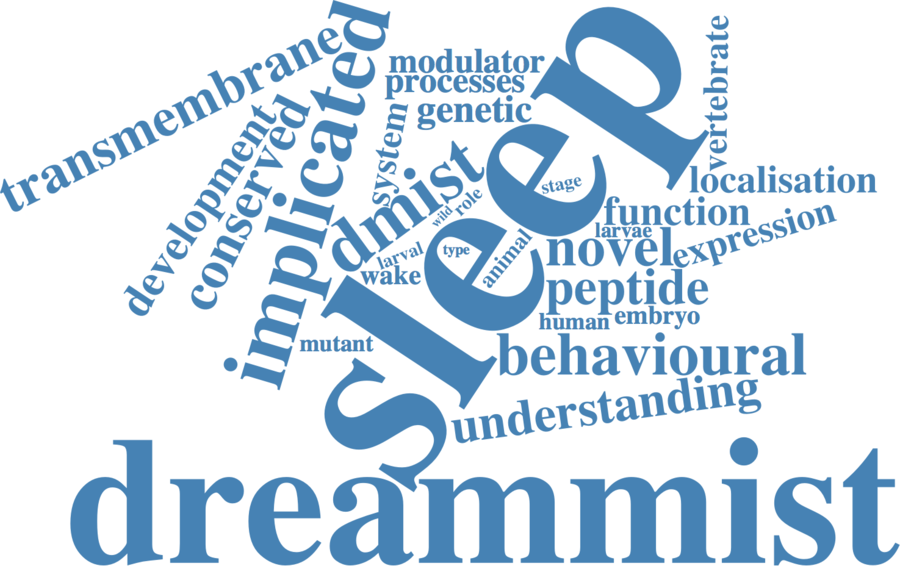 transmembrane
implicated
sleep
modulator
processes
genetic
vertebrate
development
conserved
system
dmist
wild
role
stage
localisation
function
larvae
expression
larval
type
animal
novel
wake
peptide
human
embryo
mutant
behavioural
understanding
dreammist